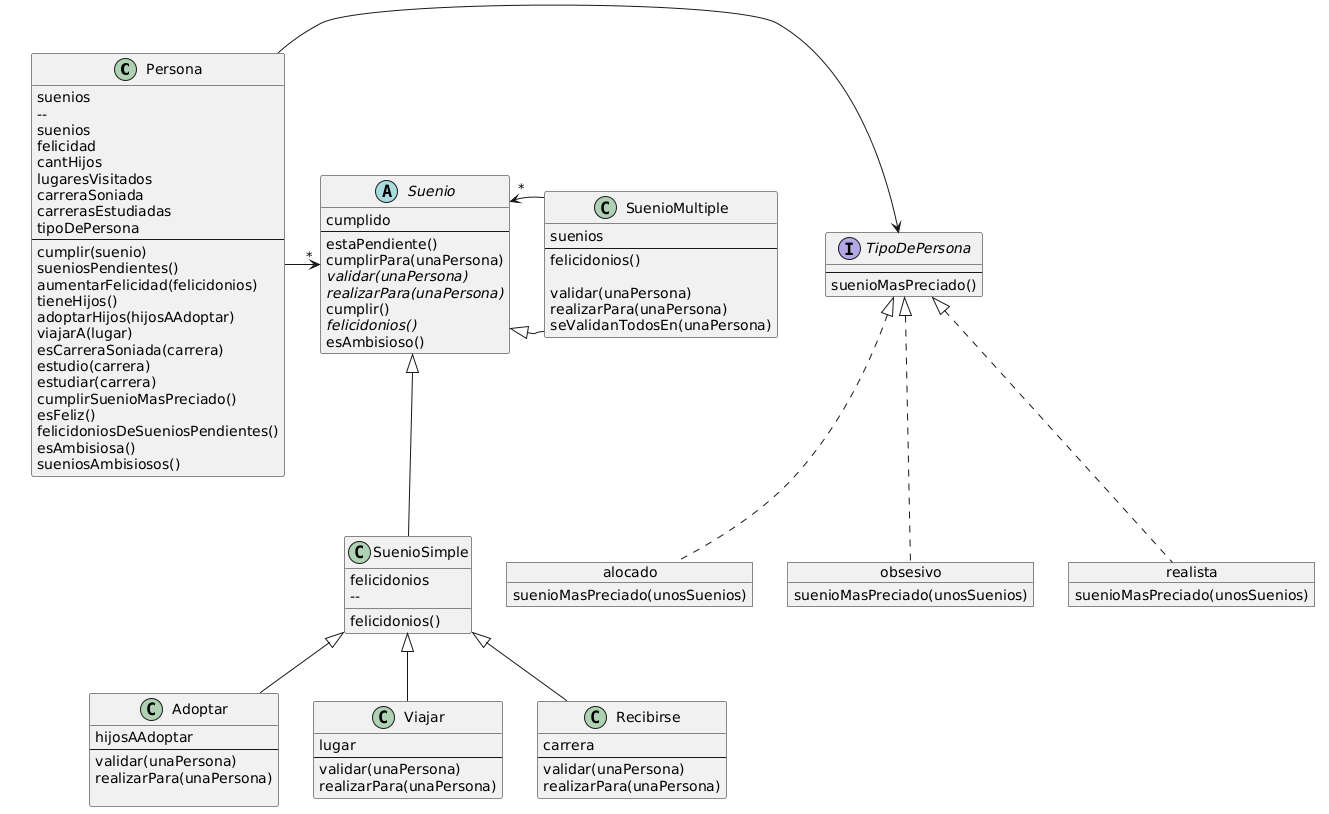 C Persona
suenios
--
suenios
felicidad
cantHijos
lugaresVisitados
carreraSoniada
carrerasEstudiadas
tipoDePersona
cumplir(suenio)
sueniosPendientes()
aumentarFelicidad(felicidonios)
tieneHijos()
adoptarHijos(hijosAAdoptar)
viajarA(lugar)
esCarreraSoniada(carrera)
estudio(carrera)
estudiar(carrera)
cumplirSuenioMasPreciado()
esFeliz()
felicidoniosDeSueniosPendientes()
esAmbisiosa()
sueniosAmbisiosos()
*
A Suenio
cumplido
estaPendiente()
cumplirPara(unaPersona)
validar(unaPersona)
realizarPara(unaPersona)
cumplir()
felicidonios()
esAmbisioso()
*
C SuenioMultiple
suenios
felicidonios()
validar(unaPersona)
realizarPara(unaPersona)
seValidanTodosEn(unaPersona)
I TipoDePersona
suenioMasPreciado()
C SuenioSimple
felicidonios
--
felicidonios()
alocado
suenioMasPreciado(unosSuenios)
obsesivo
suenioMasPreciado(unosSuenios)
realista
suenioMasPreciado(unosSuenios)
C Adoptar
hijosAAdoptar
validar(unaPersona)
realizarPara(unaPersona)
C Viajar
lugar
validar(unaPersona)
realizarPara(unaPersona)
C Recibirse
carrera
validar(unaPersona)
realizarPara(unaPersona)